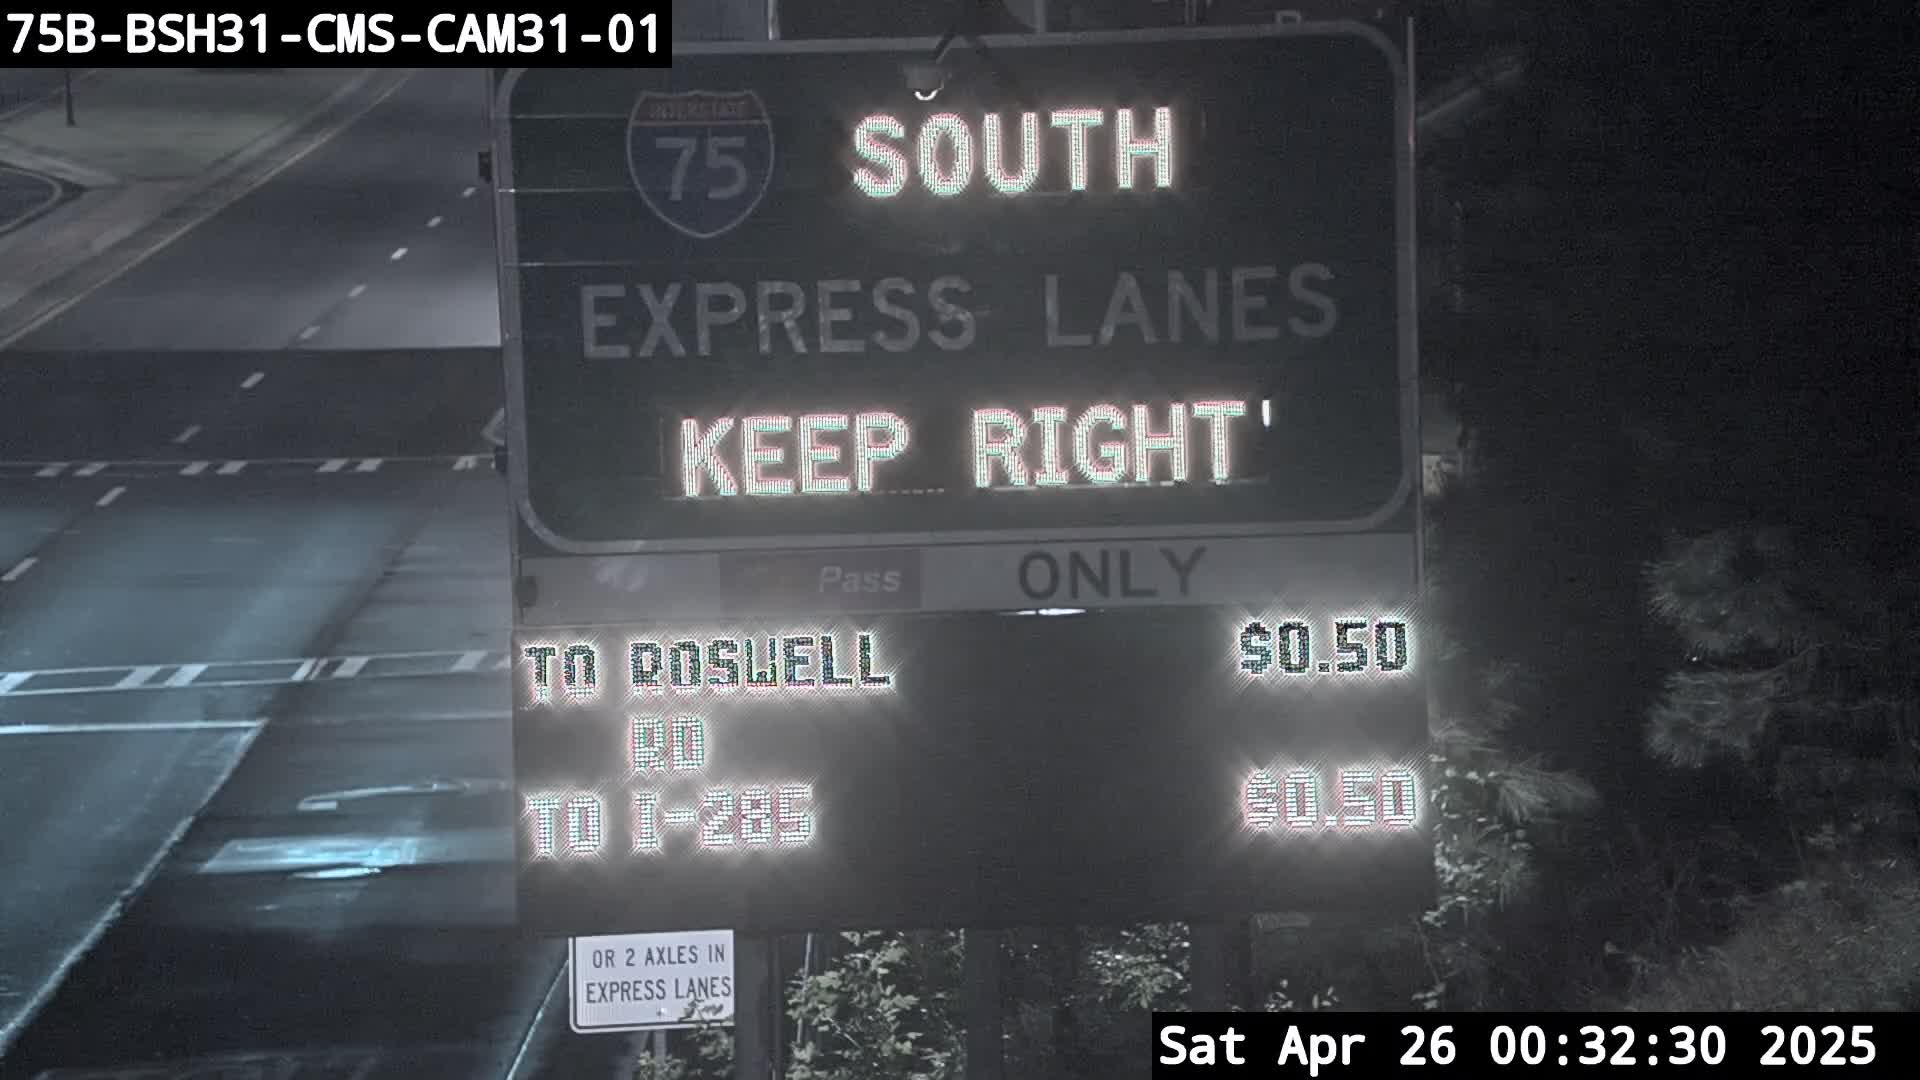 75B-BSH31-CMS-CAM31-01
INTERSTATE
75
SOUTH
EXPRESS LANES
KEEP RIGHT
Pass ONLY
TO ROSWELL $0.50
RD
TO I-285 $0.50
OR 2 AXLES IN
EXPRESS LANES
Sat Apr 26 00:32:30 2025